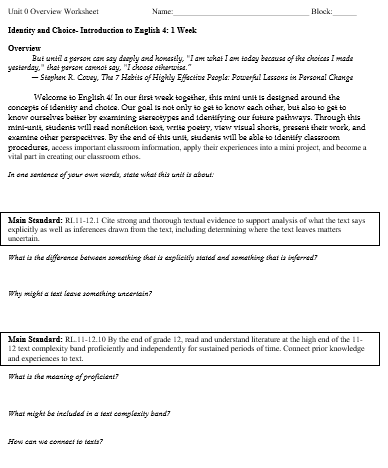 Unit 0 Overview Worksheet Name:_________________________ Block:______
Identity and Choice- Introduction to English 4: 1 Week
Overview
But until a person can say deeply and honestly, "I am what I am today because of the choices I made
yesterday," that person cannot say, "I choose otherwise."
— Stephen R. Covey, The 7 Habits of Highly Effective People: Powerful Lessons in Personal Change
Welcome to English 4! In our first week together, this mini unit is designed around the
concepts of identity and choice. Our goal is not only to get to know each other, but also to get to
know ourselves better by examining stereotypes and identifying our future pathways. Through this
mini-unit, students will read nonfiction text, write poetry, view visual shorts, present their work, and
examine other perspectives. By the end of this unit, students will be able to identify classroom
procedures, access important classroom information, apply their experiences into a mini project, and become a
vital part in creating our classroom ethos.
In one sentence of your own words, state what this unit is about:
Main Standard: RI.11-12.1 Cite strong and thorough textual evidence to support analysis of what the text says
explicitly as well as inferences drawn from the text, including determining where the text leaves matters
uncertain.
What is the difference between something that is explicitly stated and something that is inferred?
Why might a text leave something uncertain?
Main Standard: RL.11-12.10 By the end of grade 12, read and understand literature at the high end of the 11-
12 text complexity band proficiently and independently for sustained periods of time. Connect prior knowledge
and experiences to text.
What is the meaning of proficient?
What might be included in a text complexity band?
How can we connect to texts?